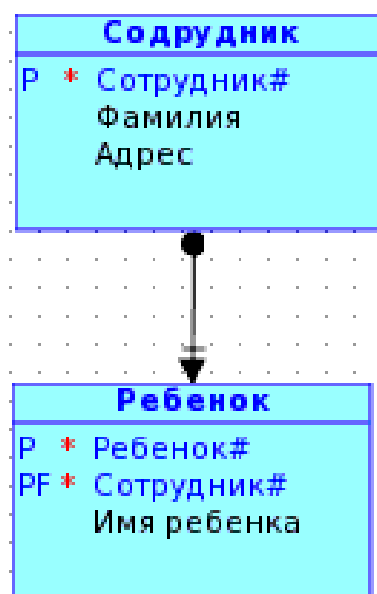 Содрудник
P * Сотрудник#
Фамилия
Адрес
Ребенок
P * Ребенок#
PF * Сотрудник#
Имя ребенка